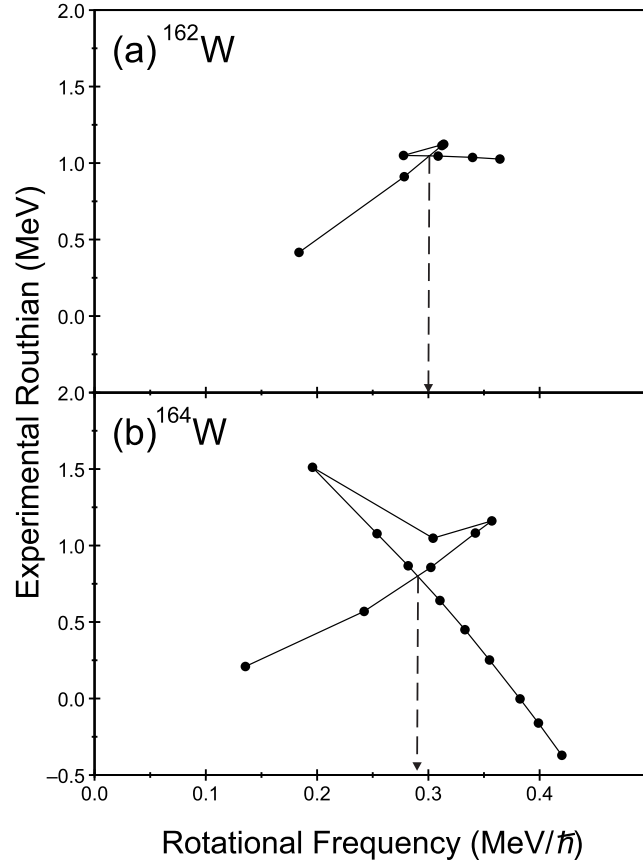 2.0
(a) ¹⁶²W
1.5
1.0
0.5
0.0
2.0
(b) ¹⁶⁴W
1.5
1.0
0.5
0.0
–0.5
0.0 0.1 0.2 0.3 0.4
Experimental Routhian (MeV)
Rotational Frequency (MeV/ℏ)